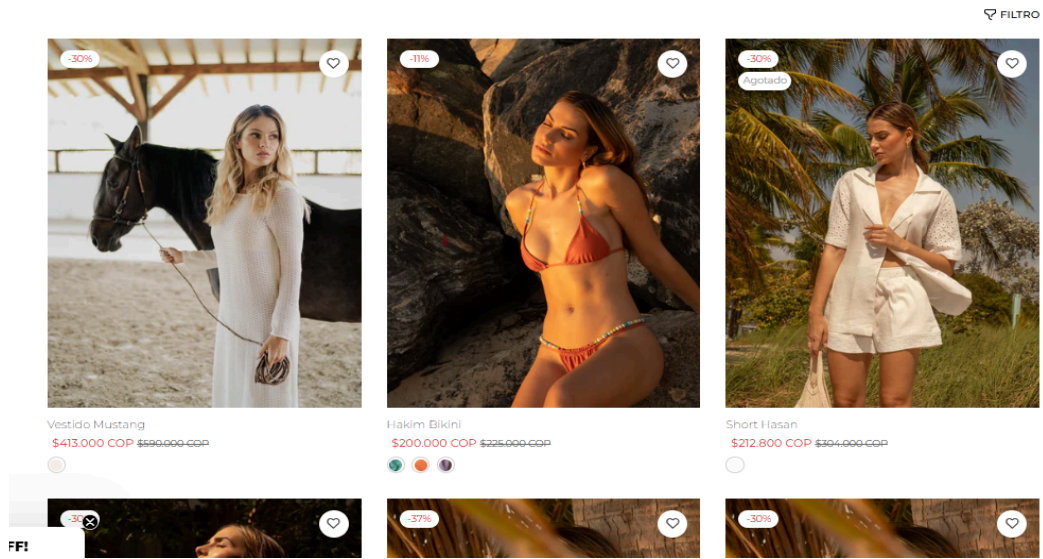 FILTRO
-30%
-11%
-30%
Agotado
Vestido Mustang
Hakim Bikini
Short Hasan
$413.000 COP $590.000 COP
$200.000 COP $225.000 COP
$212.800 COP $304.000 COP
-30%
-37%
-30%
FF!